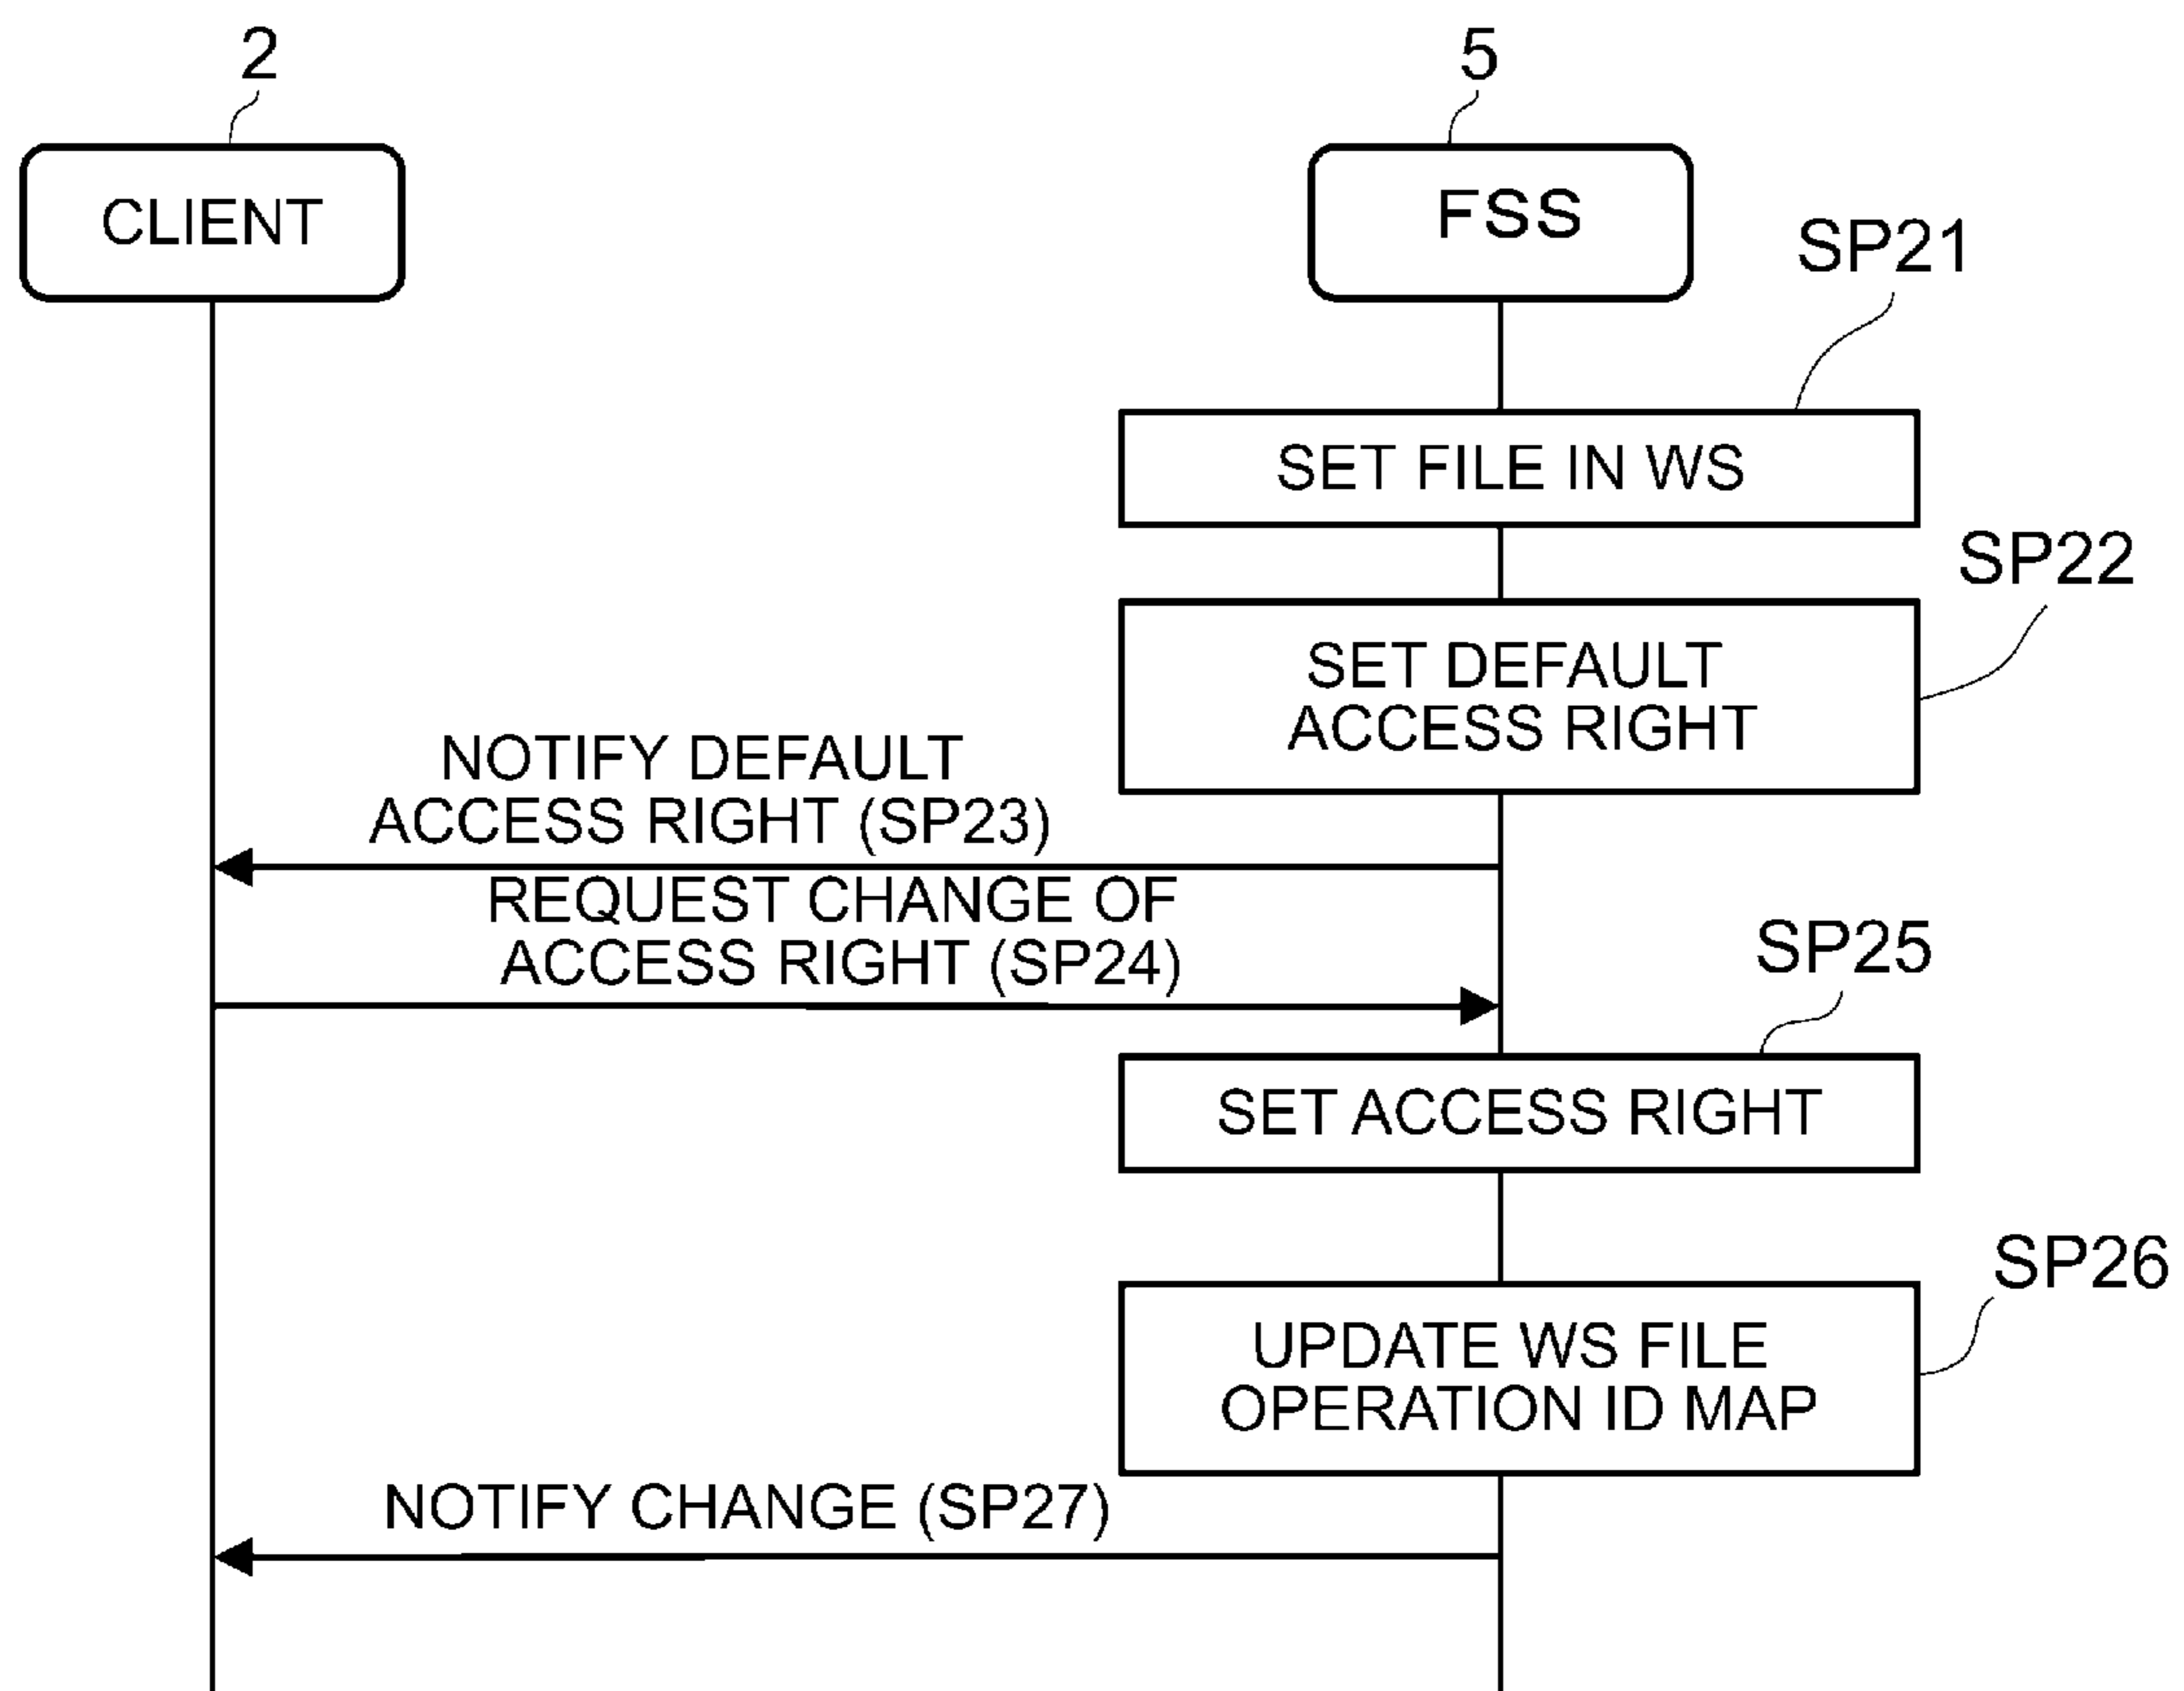 2
5
CLIENT
FSS
SP21
SET FILE IN WS
SP22
SET DEFAULT
ACCESS RIGHT
NOTIFY DEFAULT
ACCESS RIGHT (SP23)
REQUEST CHANGE OF
ACCESS RIGHT (SP24)
SP25
SET ACCESS RIGHT
SP26
UPDATE WS FILE
OPERATION ID MAP
NOTIFY CHANGE (SP27)